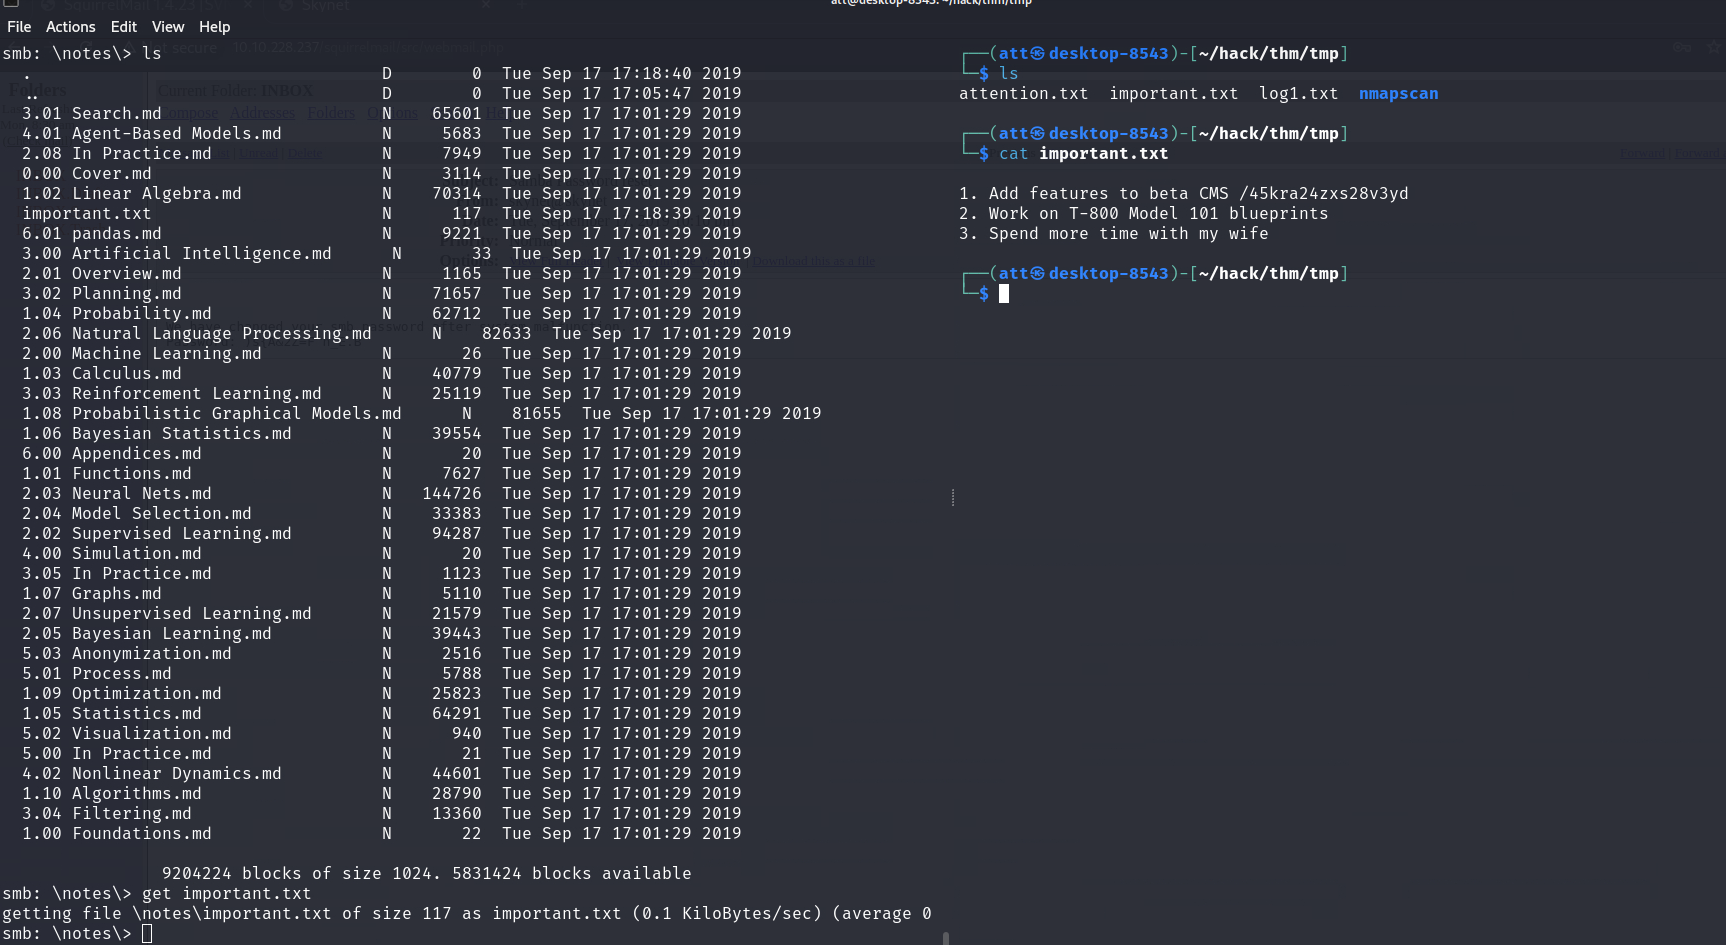 att@desktop-8543: ~/hack/thm/tmp
File Actions Edit View Help
smb: \notes\> ls
. D 0 Tue Sep 17 17:18:40 2019
.. D 0 Tue Sep 17 17:05:47 2019
3.01 Search.md N 65601 Tue Sep 17 17:01:29 2019
4.01 Agent-Based Models.md N 5683 Tue Sep 17 17:01:29 2019
2.08 In Practice.md N 7949 Tue Sep 17 17:01:29 2019
0.00 Cover.md N 3114 Tue Sep 17 17:01:29 2019
1.02 Linear Algebra.md N 70314 Tue Sep 17 17:01:29 2019
important.txt N 117 Tue Sep 17 17:18:39 2019
6.01 pandas.md N 9221 Tue Sep 17 17:01:29 2019
3.00 Artificial Intelligence.md N 33 Tue Sep 17 17:01:29 2019
2.01 Overview.md N 1165 Tue Sep 17 17:01:29 2019
3.02 Planning.md N 71657 Tue Sep 17 17:01:29 2019
1.04 Probability.md N 62712 Tue Sep 17 17:01:29 2019
2.06 Natural Language Processing.md N 82633 Tue Sep 17 17:01:29 2019
2.00 Machine Learning.md N 26 Tue Sep 17 17:01:29 2019
1.03 Calculus.md N 40779 Tue Sep 17 17:01:29 2019
3.03 Reinforcement Learning.md N 25119 Tue Sep 17 17:01:29 2019
1.08 Probabilistic Graphical Models.md N 81655 Tue Sep 17 17:01:29 2019
1.06 Bayesian Statistics.md N 39554 Tue Sep 17 17:01:29 2019
6.00 Appendices.md N 20 Tue Sep 17 17:01:29 2019
1.01 Functions.md N 7627 Tue Sep 17 17:01:29 2019
2.03 Neural Nets.md N 144726 Tue Sep 17 17:01:29 2019
2.04 Model Selection.md N 33383 Tue Sep 17 17:01:29 2019
2.02 Supervised Learning.md N 94287 Tue Sep 17 17:01:29 2019
4.00 Simulation.md N 20 Tue Sep 17 17:01:29 2019
3.05 In Practice.md N 1123 Tue Sep 17 17:01:29 2019
1.07 Graphs.md N 5110 Tue Sep 17 17:01:29 2019
2.07 Unsupervised Learning.md N 21579 Tue Sep 17 17:01:29 2019
2.05 Bayesian Learning.md N 39443 Tue Sep 17 17:01:29 2019
5.03 Anonymization.md N 2516 Tue Sep 17 17:01:29 2019
5.01 Process.md N 5788 Tue Sep 17 17:01:29 2019
1.09 Optimization.md N 25823 Tue Sep 17 17:01:29 2019
1.05 Statistics.md N 64291 Tue Sep 17 17:01:29 2019
5.02 Visualization.md N 940 Tue Sep 17 17:01:29 2019
5.00 In Practice.md N 21 Tue Sep 17 17:01:29 2019
4.02 Nonlinear Dynamics.md N 44601 Tue Sep 17 17:01:29 2019
1.10 Algorithms.md N 28790 Tue Sep 17 17:01:29 2019
3.04 Filtering.md N 13360 Tue Sep 17 17:01:29 2019
1.00 Foundations.md N 22 Tue Sep 17 17:01:29 2019
9204224 blocks of size 1024. 5831424 blocks available
smb: \notes\> get important.txt
getting file \notes\important.txt of size 117 as important.txt (0.1 KiloBytes/sec) (average 0
smb: \notes\>
┌──(att㉿desktop-8543)-[~/hack/thm/tmp]
└─$ ls
attention.txt important.txt log1.txt nmapscan
┌──(att㉿desktop-8543)-[~/hack/thm/tmp]
└─$ cat important.txt
1. Add features to beta CMS /45kra24zxs28v3yd
2. Work on T-800 Model 101 blueprints
3. Spend more time with my wife
┌──(att㉿desktop-8543)-[~/hack/thm/tmp]
└─$